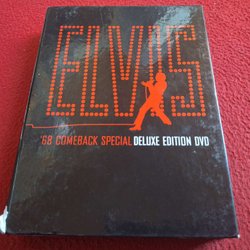 ELVIS
'68 COMEBACK SPECIAL DELUXE EDITION DVD